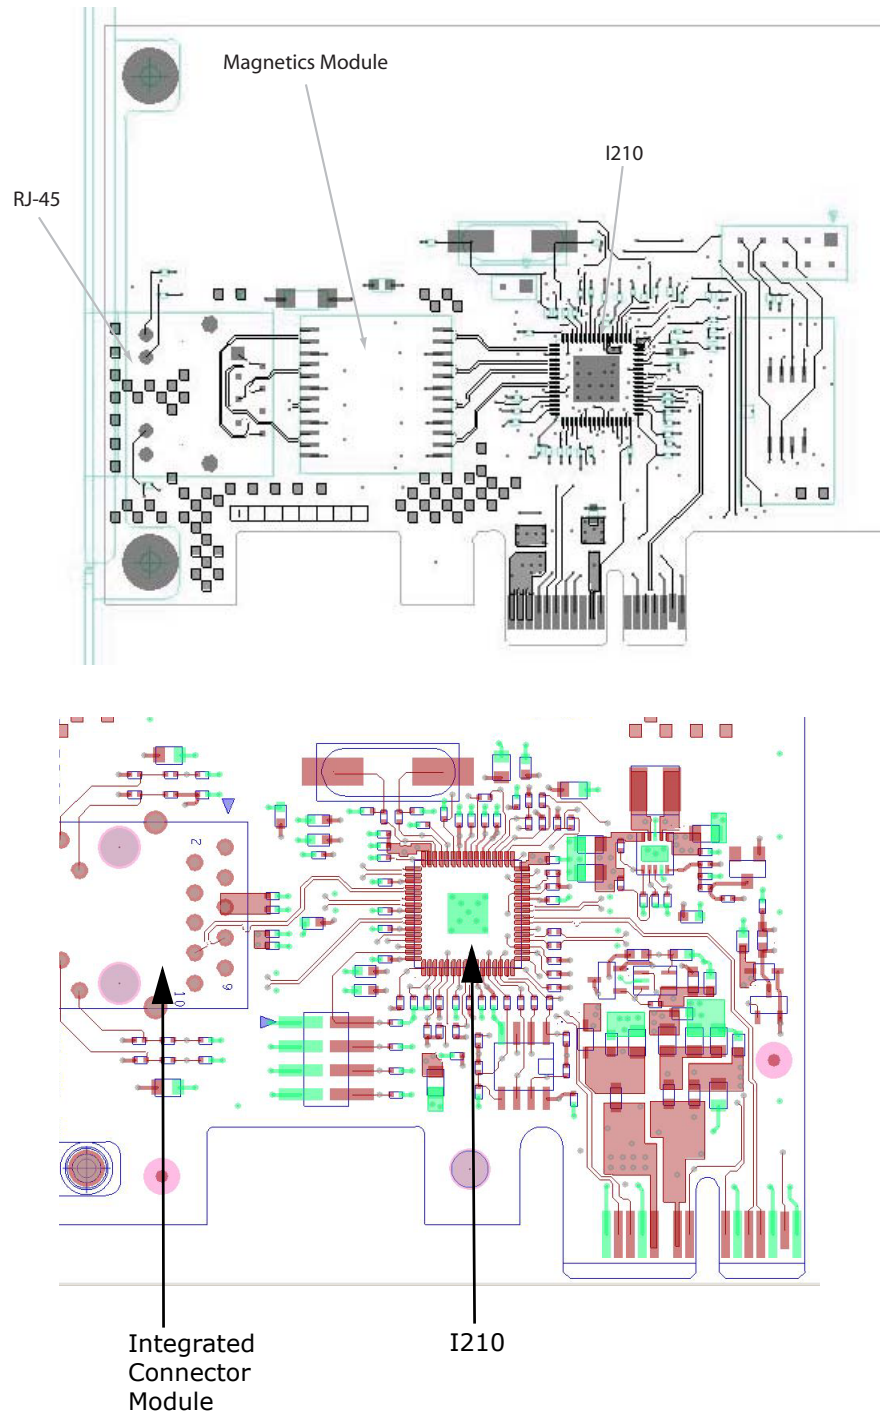 Magnetics Module
I210
RJ-45
2
10
9
Integrated
Connector
Module
I210